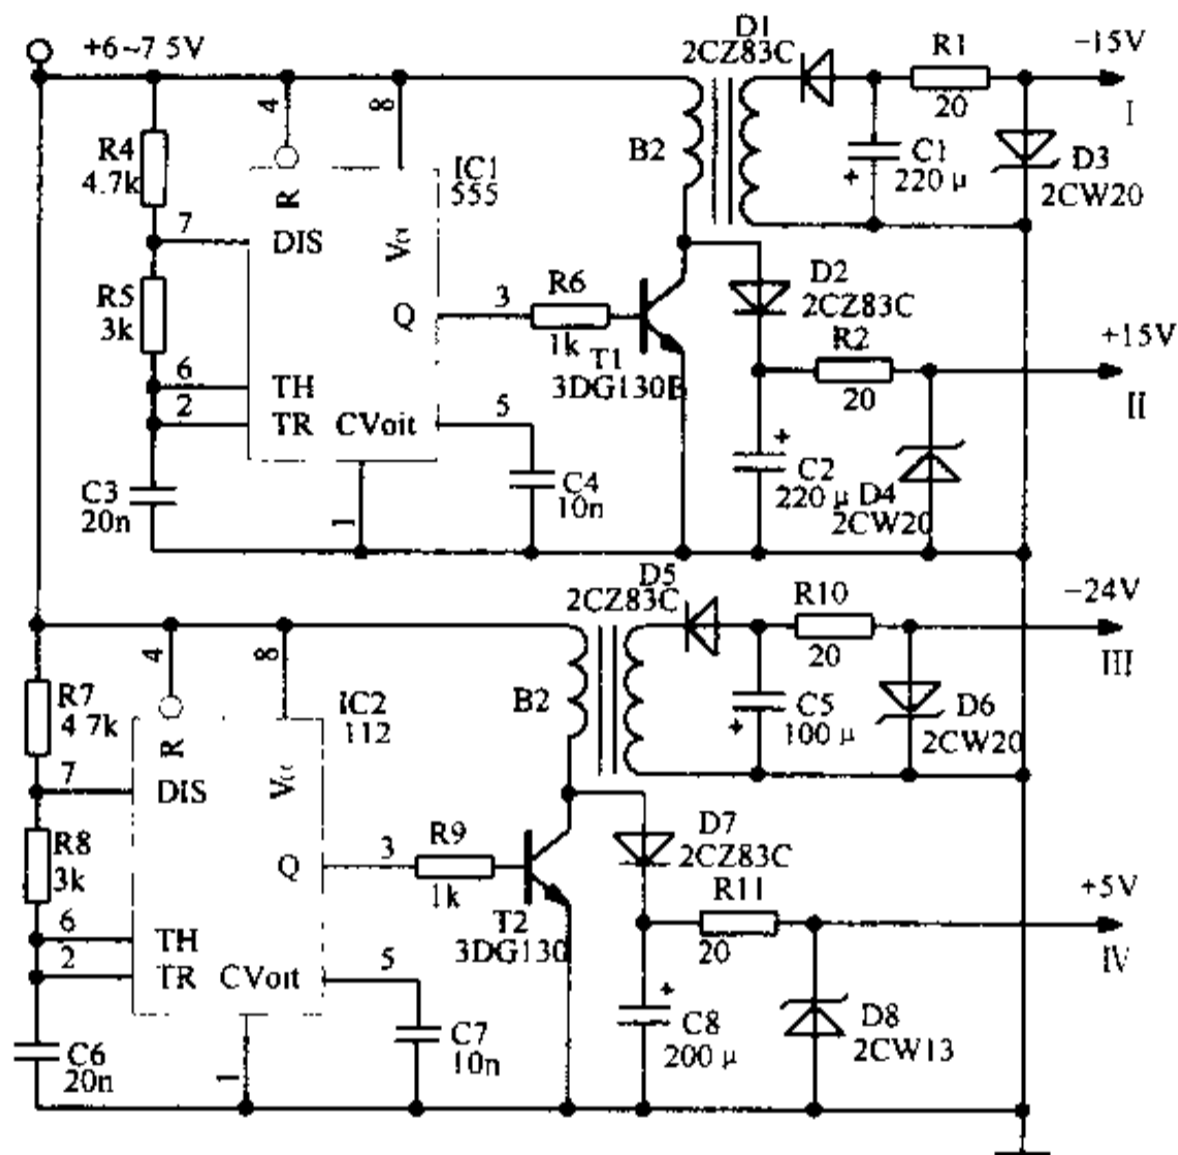 +6~7 5V
D1
2CZ83C
R1
20
-15V
I
4
8
R4
4.7k
B2
C1
+
220 μ
D3
2CW20
IC1
555
R
7
DIS
Vcc
R5
3k
Q
3
R6
1k
T1
3DG130B
D2
2CZ83C
R2
20
+15V
II
6
TH
2
TR
CVoit
5
C3
20n
1
C4
10n
+
C2
220 μ
D4
2CW20
D5
2CZ83C
R10
20
-24V
III
4
8
R7
4 7k
B2
C5
+
100 μ
D6
2CW20
IC2
112
R
7
DIS
Vcc
R8
3k
Q
3
R9
1k
T2
3DG130
D7
2CZ83C
R11
20
+5V
IV
6
TH
2
TR
CVoit
5
C6
20n
1
C7
10n
+
C8
200 μ
D8
2CW13